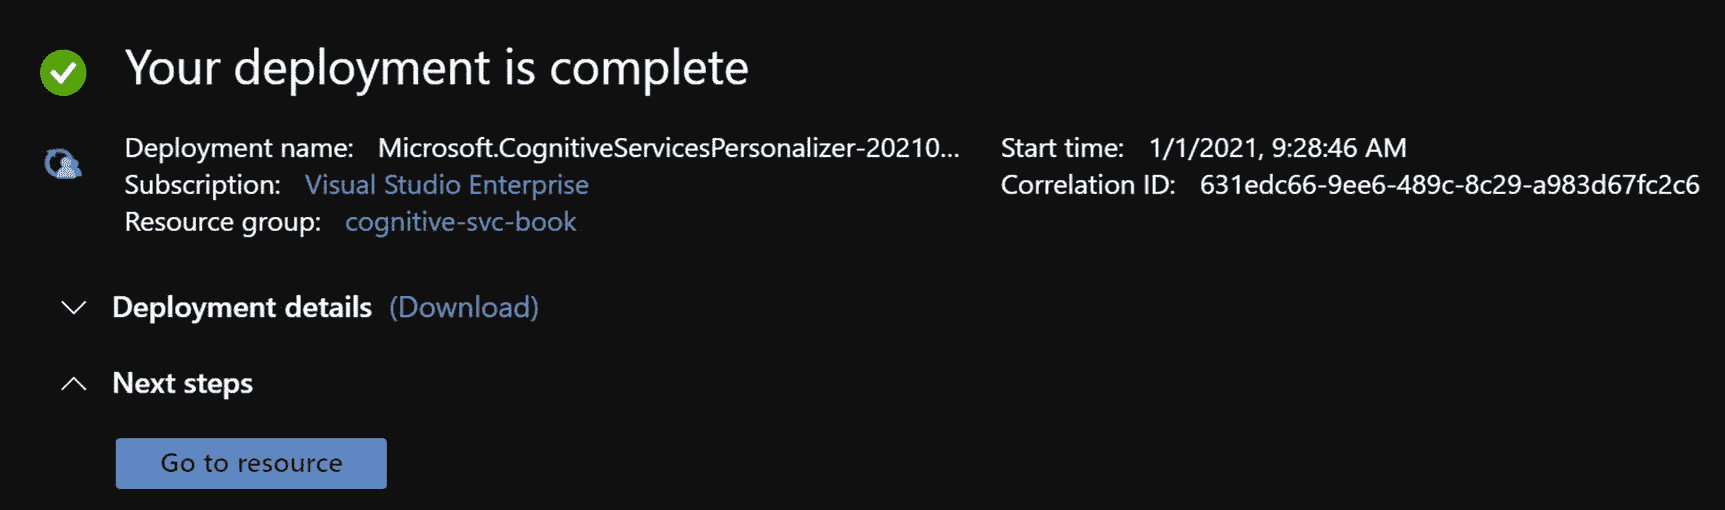 Your deployment is complete
Deployment name: Microsoft.CognitiveServicesPersonalizer-20210... Start time: 1/1/2021, 9:28:46 AM
Subscription: Visual Studio Enterprise Correlation ID: 631edc66-9ee6-489c-8c29-a983d67fc2c6
Resource group: cognitive-svc-book
Deployment details (Download)
Next steps
Go to resource